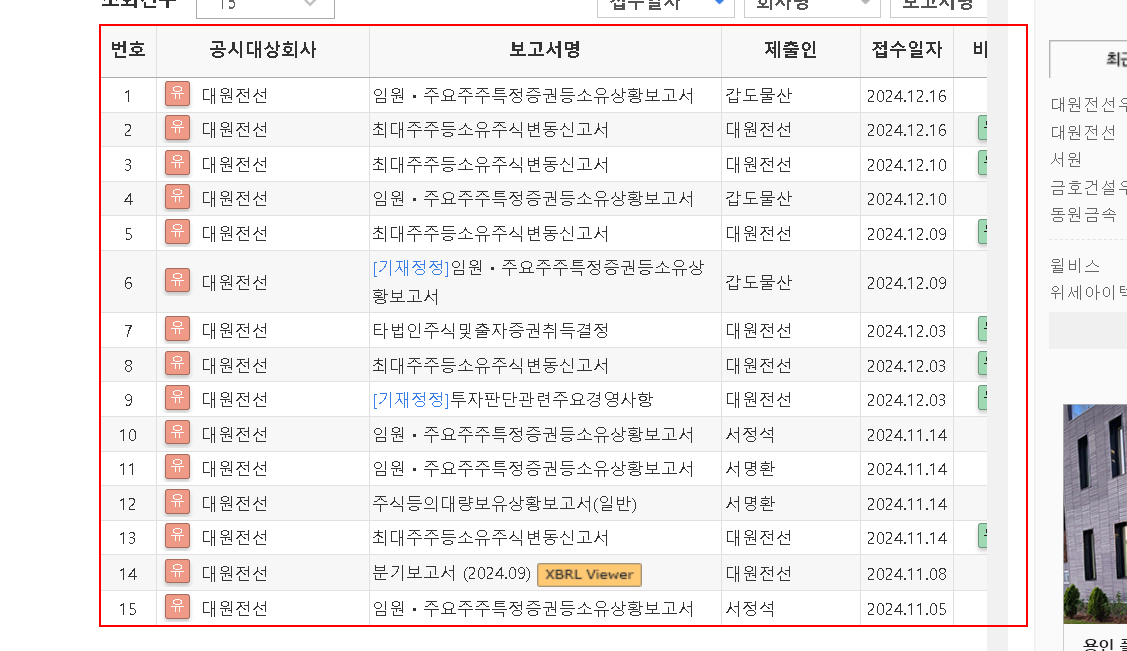 조회건수 15 접수일자 회사명 보고서명
번호 공시대상회사 보고서명 제출인 접수일자 비
1 유 대원전선 임원ㆍ주요주주특정증권등소유상황보고서 갑도물산 2024.12.16
2 유 대원전선 최대주주등소유주식변동신고서 대원전선 2024.12.16
3 유 대원전선 최대주주등소유주식변동신고서 대원전선 2024.12.10
4 유 대원전선 임원ㆍ주요주주특정증권등소유상황보고서 갑도물산 2024.12.10
5 유 대원전선 최대주주등소유주식변동신고서 대원전선 2024.12.09
6 유 대원전선 [기재정정]임원ㆍ주요주주특정증권등소유상
황보고서 갑도물산 2024.12.09
7 유 대원전선 타법인주식및출자증권취득결정 대원전선 2024.12.03
8 유 대원전선 최대주주등소유주식변동신고서 대원전선 2024.12.03
9 유 대원전선 [기재정정]투자판단관련주요경영사항 대원전선 2024.12.03
10 유 대원전선 임원ㆍ주요주주특정증권등소유상황보고서 서정석 2024.11.14
11 유 대원전선 임원ㆍ주요주주특정증권등소유상황보고서 서명환 2024.11.14
12 유 대원전선 주식등의대량보유상황보고서(일반) 서명환 2024.11.14
13 유 대원전선 최대주주등소유주식변동신고서 대원전선 2024.11.14
14 유 대원전선 분기보고서 (2024.09) XBRL Viewer 대원전선 2024.11.08
15 유 대원전선 임원ㆍ주요주주특정증권등소유상황보고서 서정석 2024.11.05
최근
대원전선우
대원전선
서원
금호건설우
동원금속
윌비스
위세아이텍
용인